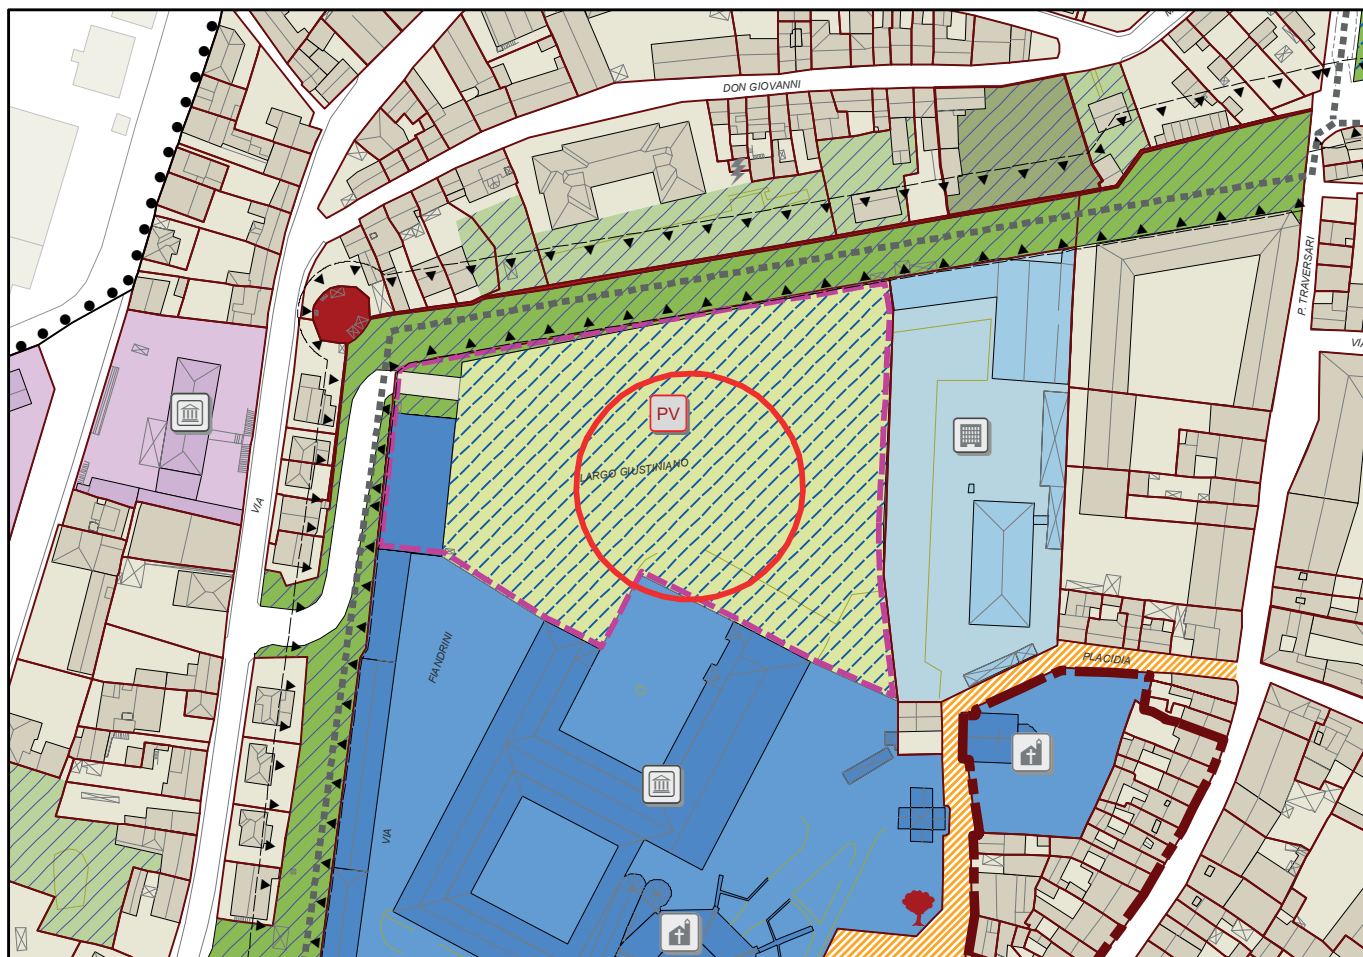 DON GIOVANNI
P. TRAVERSARI
VIA
PV
LARGO GIUSTINIANO
VIA
FIANDRINI
PLACIDIA
VIA